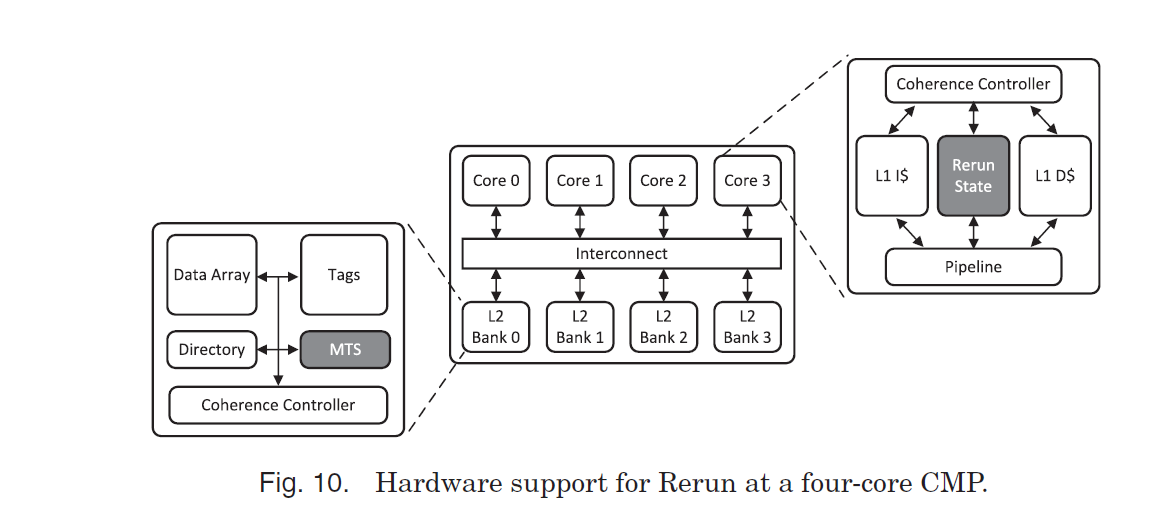 Coherence Controller
L1 I$
Rerun
State
L1 D$
Pipeline
Core 0
Core 1
Core 2
Core 3
Interconnect
L2
Bank 0
L2
Bank 1
L2
Bank 2
L2
Bank 3
Data Array
Tags
Directory
MTS
Coherence Controller
Fig. 10. Hardware support for Rerun at a four-core CMP.